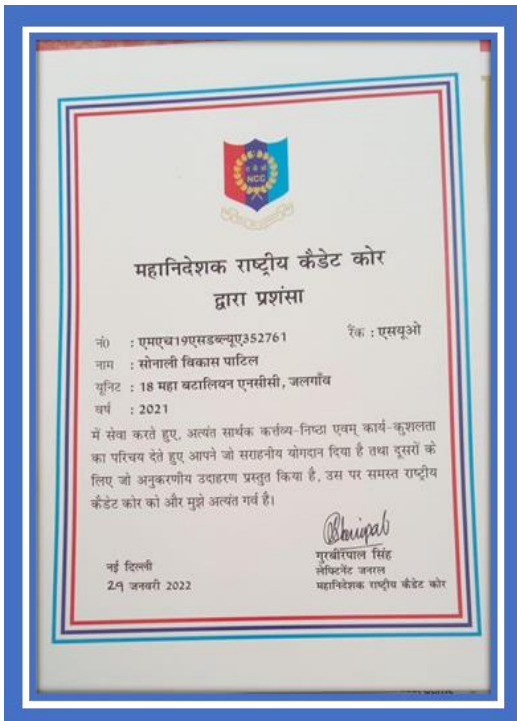 रा कै को
NCC
महानिदेशक राष्ट्रीय कैडेट कोर
द्वारा प्रशंसा
नं0 : एमएच19एसडब्ल्यूए352761 रैंक : एसयूओ
नाम : सोनाली विकास पाटिल
यूनिट : 18 महा बटालियन एनसीसी, जलगाँव
वर्ष : 2021
में सेवा करते हुए, अत्यंत सार्थक कर्त्तव्य-निष्ठा एवम् कार्य-कुशलता
का परिचय देते हुए आपने जो सराहनीय योगदान दिया है तथा दूसरों के
लिए जो अनुकरणीय उदाहरण प्रस्तुत किया है, उस पर समस्त राष्ट्रीय
कैडेट कोर को और मुझे अत्यंत गर्व है।
गुरबीरपाल सिंह
नई दिल्ली लेफ्टिनेंट जनरल
29 जनवरी 2022 महानिदेशक राष्ट्रीय कैडेट कोर